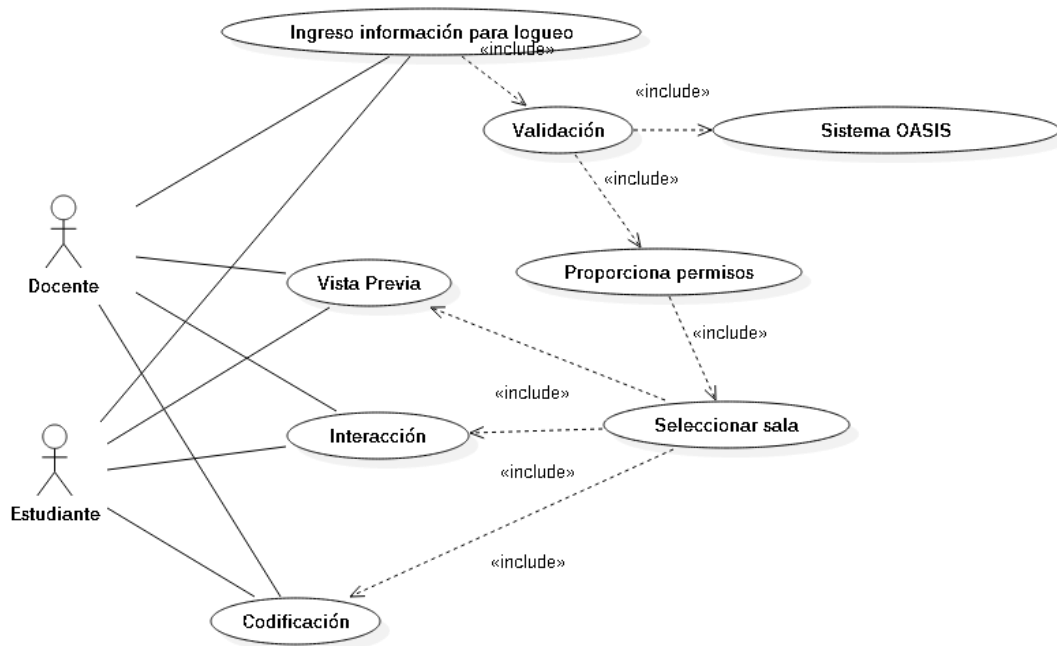 Ingreso información para logueo
«include»
«include»
Validación
Sistema OASIS
«include»
Docente
Vista Previa
Proporciona permisos
«include»
«include»
Interacción
Seleccionar sala
«include»
Estudiante
«include»
Codificación